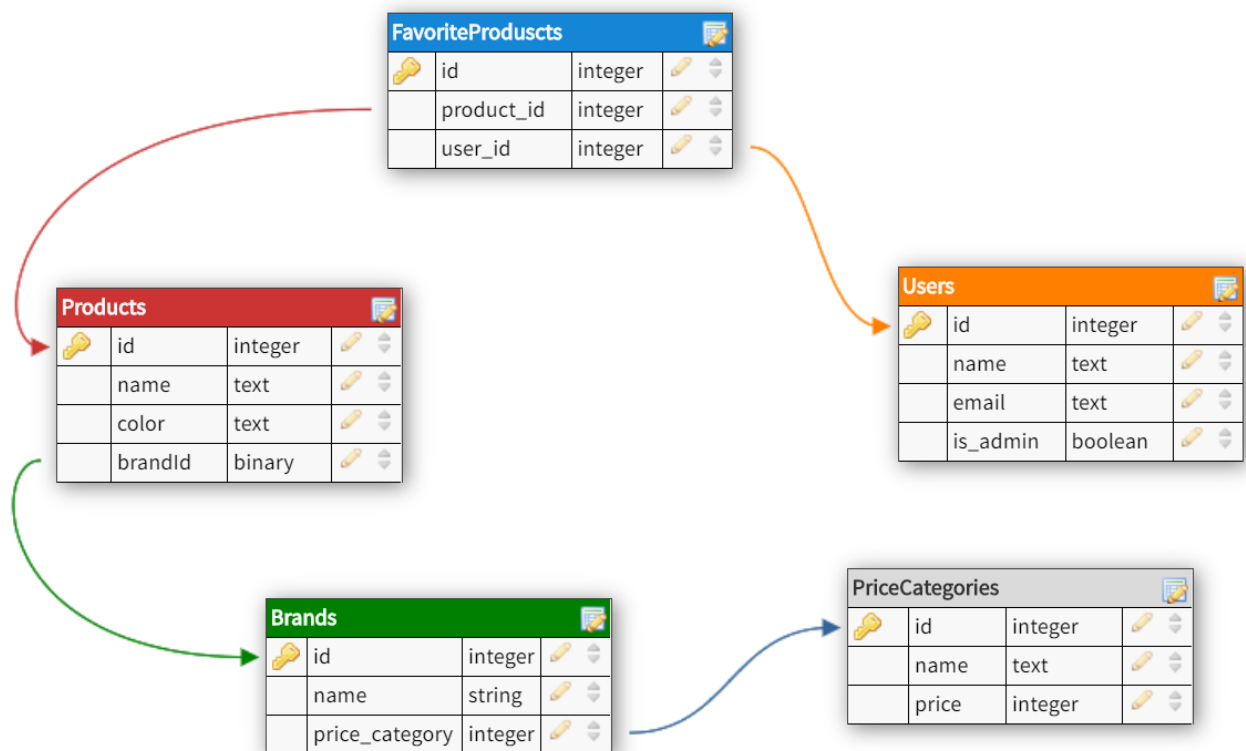 FavoriteProduscts
id integer
product_id integer
user_id integer
Users
id integer
name text
email text
is_admin boolean
Products
id integer
name text
color text
brandId binary
PriceCategories
id integer
name text
price integer
Brands
id integer
name string
price_category integer